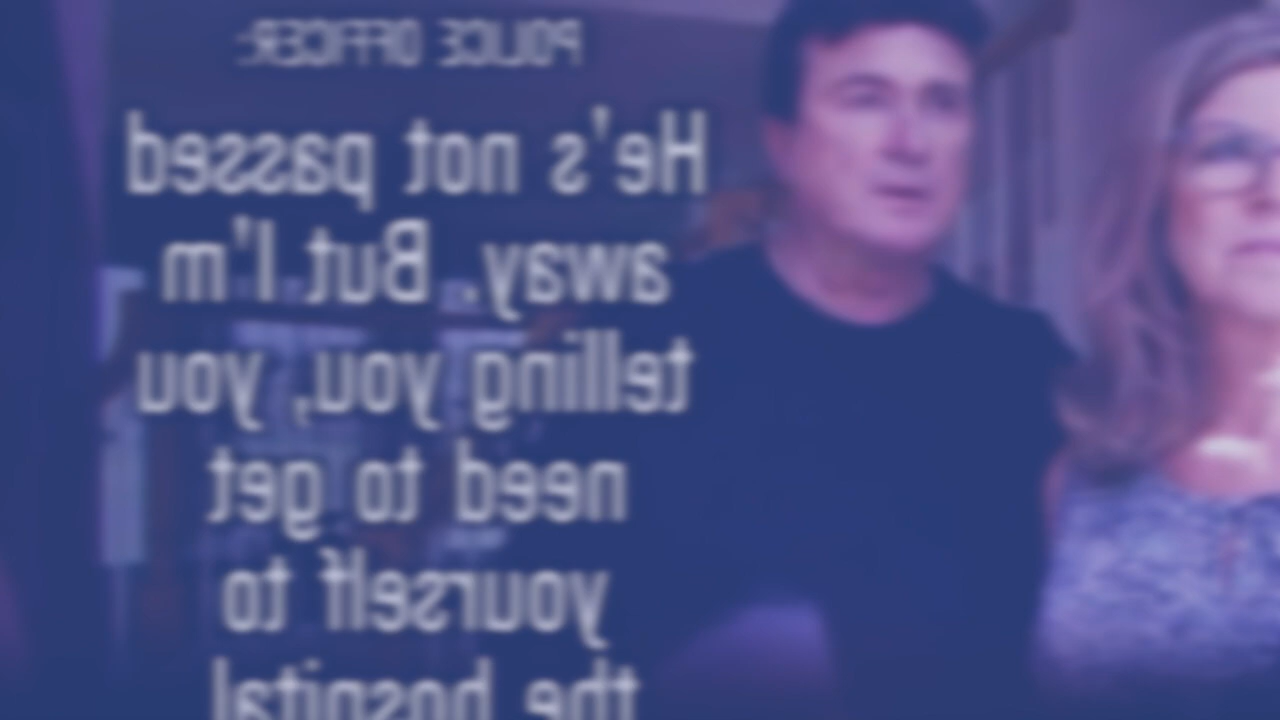 POLICE OFFICER:
He's not passed
away. But I'm
telling you, you
need to get
yourself to
the hospital